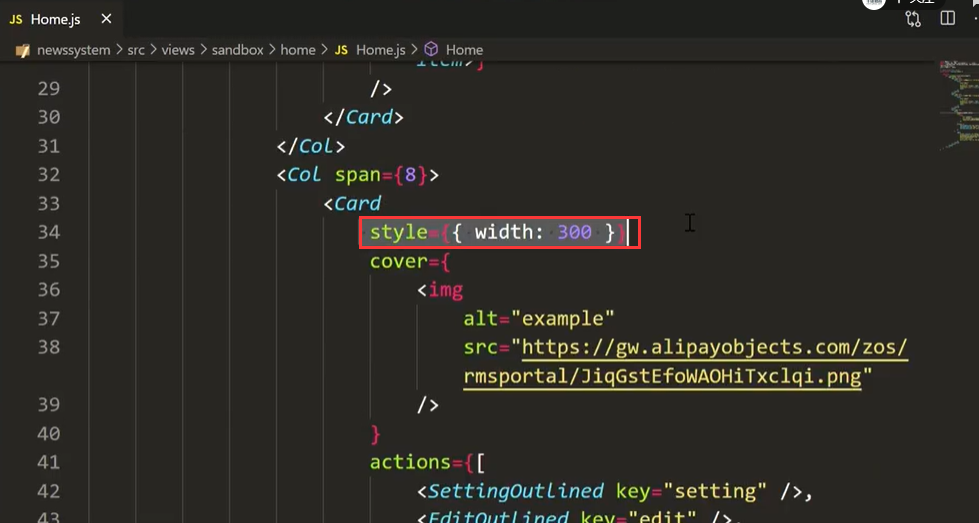 JS Home.js ×
newssystem > src > views > sandbox > home > JS Home.js > Home
item>]
29 />
30 </Card>
31 </Col>
32 <Col span={8}>
33 <Card
34 style={{ width: 300 }}
35 cover={
36 <img
37 alt="example"
38 src="https://gw.alipayobjects.com/zos/
rmsportal/JiqGstEfoWAOHiTxclqi.png"
39 />
40 }
41 actions={[
42 <SettingOutlined key="setting" />,
43 <EditOutlined key="edit" />,